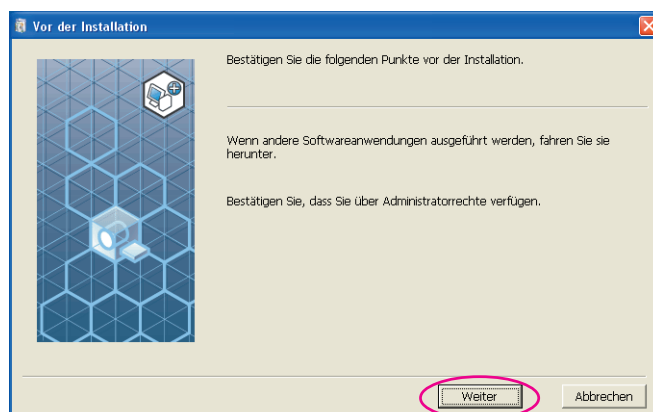 Vor der Installation
Bestätigen Sie die folgenden Punkte vor der Installation.
Wenn andere Softwareanwendungen ausgeführt werden, fahren Sie sie
herunter.
Bestätigen Sie, dass Sie über Administratorrechte verfügen.
Weiter
Abbrechen